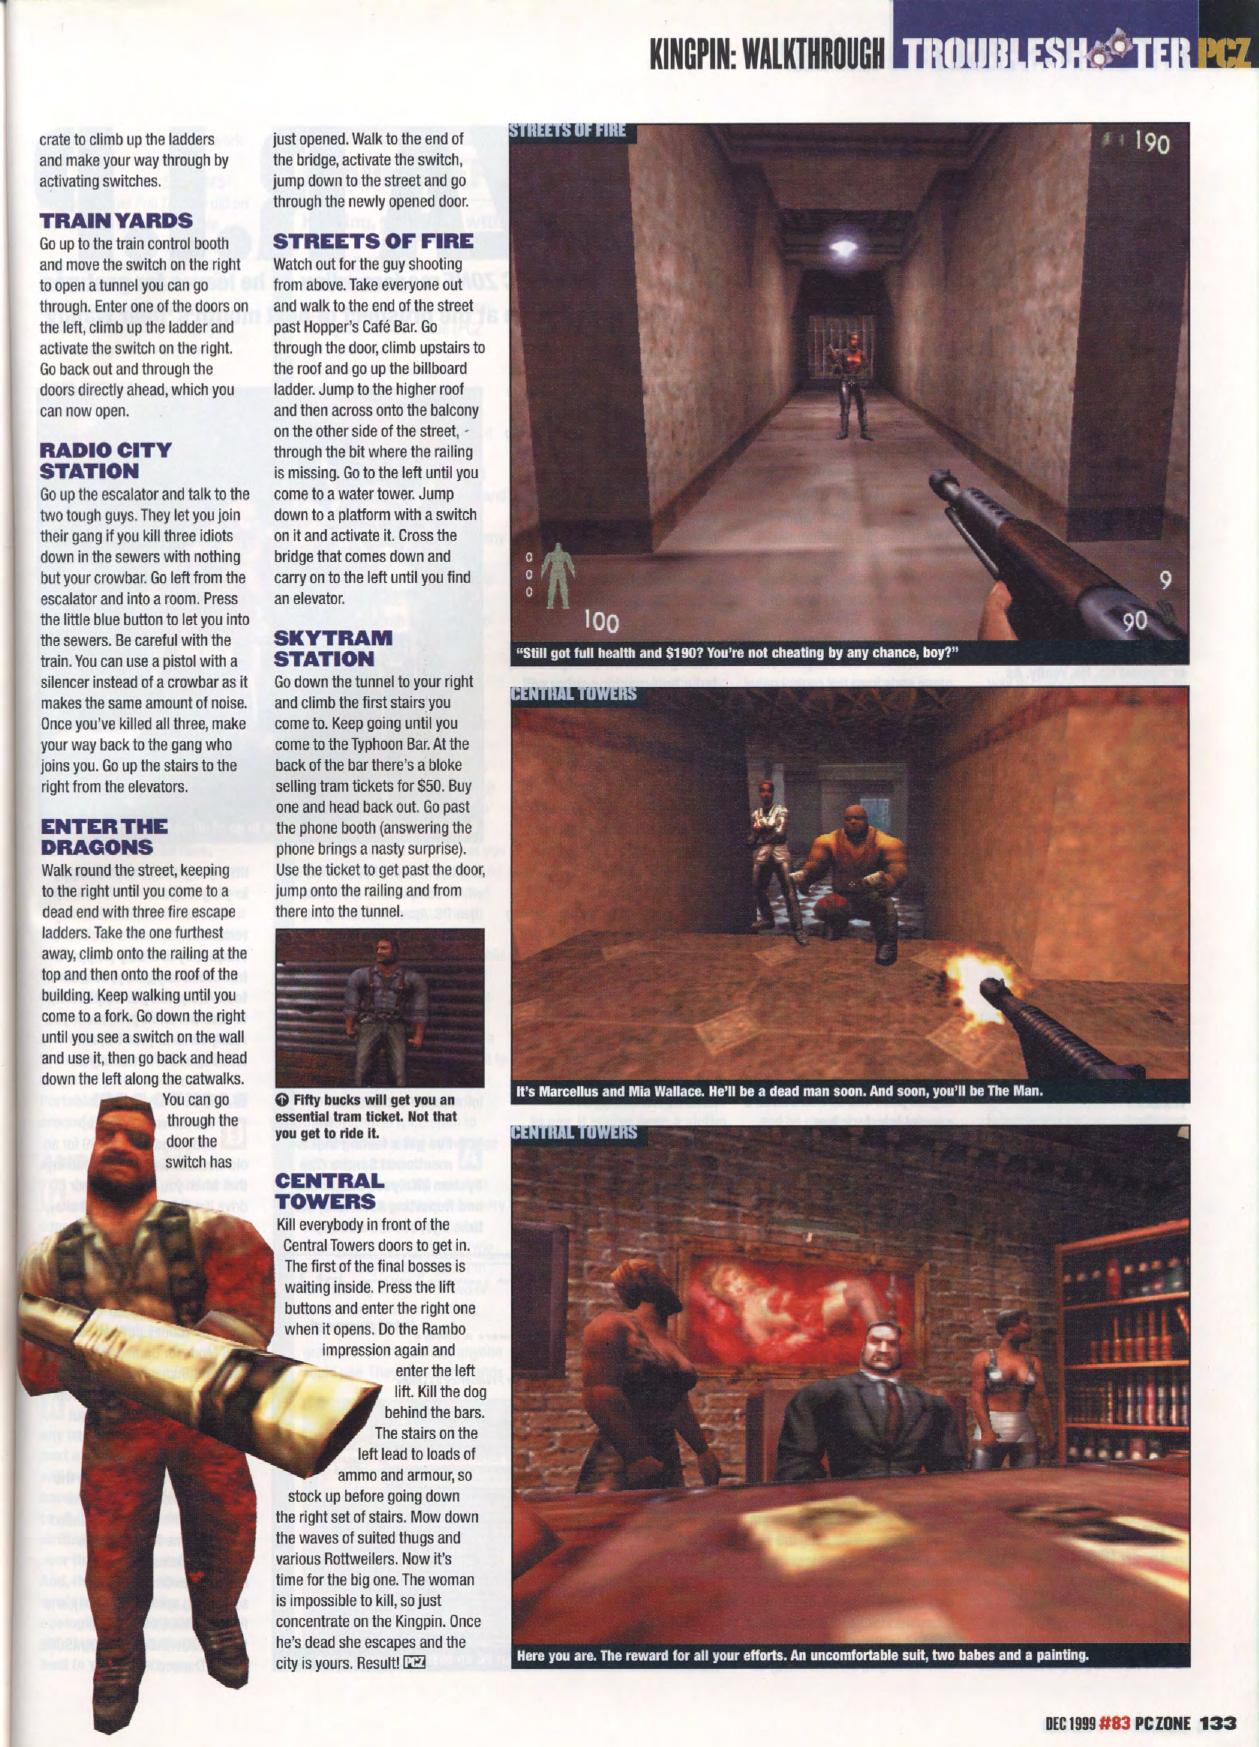 KINGPIN: WALKTHROUGH TROUBLESHOOTER PCZ
crate to climb up the ladders
and make your way through by
activating switches.
TRAIN YARDS
Go up to the train control booth
and move the switch on the right
to open a tunnel you can go
through. Enter one of the doors on
the left, climb up the ladder and
activate the switch on the right.
Go back out and through the
doors directly ahead, which you
can now open.
RADIO CITY
STATION
Go up the escalator and talk to the
two tough guys. They let you join
their gang if you kill three idiots
down in the sewers with nothing
but your crowbar. Go left from the
escalator and into a room. Press
the little blue button to let you into
the sewers. Be careful with the
train. You can use a pistol with a
silencer instead of a crowbar as it
makes the same amount of noise.
Once you've killed all three, make
your way back to the gang who
joins you. Go up the stairs to the
right from the elevators.
ENTER THE
DRAGONS
Walk round the street, keeping
to the right until you come to a
dead end with three fire escape
ladders. Take the one furthest
away, climb onto the railing at the
top and then onto the roof of the
building. Keep walking until you
come to a fork. Go down the right
until you see a switch on the wall
and use it, then go back and head
down the left along the catwalks.
You can go
through the
door the
switch has
just opened. Walk to the end of
the bridge, activate the switch,
jump down to the street and go
through the newly opened door.
STREETS OF FIRE
Watch out for the guy shooting
from above. Take everyone out
and walk to the end of the street
past Hopper's Café Bar. Go
through the door, climb upstairs to
the roof and go up the billboard
ladder. Jump to the higher roof
and then across onto the balcony
on the other side of the street, -
through the bit where the railing
is missing. Go to the left until you
come to a water tower. Jump
down to a platform with a switch
on it and activate it. Cross the
bridge that comes down and
carry on to the left until you find
an elevator.
SKYTRAM
STATION
Go down the tunnel to your right
and climb the first stairs you
come to. Keep going until you
come to the Typhoon Bar. At the
back of the bar there's a bloke
selling tram tickets for $50. Buy
one and head back out. Go past
the phone booth (answering the
phone brings a nasty surprise).
Use the ticket to get past the door,
jump onto the railing and from
there into the tunnel.
Fifty bucks will get you an
essential tram ticket. Not that
you get to ride it.
CENTRAL
TOWERS
Kill everybody in front of the
Central Towers doors to get in.
The first of the final bosses is
waiting inside. Press the lift
buttons and enter the right one
when it opens. Do the Rambo
impression again and
enter the left
lift. Kill the dog
behind the bars.
The stairs on the
left lead to loads of
ammo and armour, so
stock up before going down
the right set of stairs. Mow down
the waves of suited thugs and
various Rottweilers. Now it's
time for the big one. The woman
is impossible to kill, so just
concentrate on the Kingpin. Once
he's dead she escapes and the
city is yours. Result! PCZ
STREETS OF FIRE
190
0
0
0
100
9
90
"Still got full health and $190? You're not cheating by any chance, boy?"
CENTRAL TOWERS
It's Marcellus and Mia Wallace. He'll be a dead man soon. And soon, you'll be The Man.
CENTRAL TOWERS
Here you are. The reward for all your efforts. An uncomfortable suit, two babes and a painting.
DEC 1999 #83 PC ZONE 133